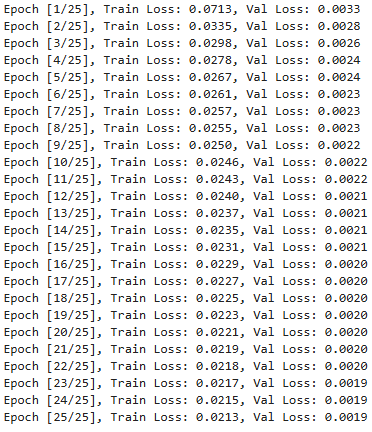 Epoch [1/25], Train Loss: 0.0713, Val Loss: 0.0033
Epoch [2/25], Train Loss: 0.0335, Val Loss: 0.0028
Epoch [3/25], Train Loss: 0.0298, Val Loss: 0.0026
Epoch [4/25], Train Loss: 0.0278, Val Loss: 0.0024
Epoch [5/25], Train Loss: 0.0267, Val Loss: 0.0024
Epoch [6/25], Train Loss: 0.0261, Val Loss: 0.0023
Epoch [7/25], Train Loss: 0.0257, Val Loss: 0.0023
Epoch [8/25], Train Loss: 0.0255, Val Loss: 0.0023
Epoch [9/25], Train Loss: 0.0250, Val Loss: 0.0022
Epoch [10/25], Train Loss: 0.0246, Val Loss: 0.0022
Epoch [11/25], Train Loss: 0.0243, Val Loss: 0.0022
Epoch [12/25], Train Loss: 0.0240, Val Loss: 0.0021
Epoch [13/25], Train Loss: 0.0237, Val Loss: 0.0021
Epoch [14/25], Train Loss: 0.0235, Val Loss: 0.0021
Epoch [15/25], Train Loss: 0.0231, Val Loss: 0.0021
Epoch [16/25], Train Loss: 0.0229, Val Loss: 0.0020
Epoch [17/25], Train Loss: 0.0227, Val Loss: 0.0020
Epoch [18/25], Train Loss: 0.0225, Val Loss: 0.0020
Epoch [19/25], Train Loss: 0.0223, Val Loss: 0.0020
Epoch [20/25], Train Loss: 0.0221, Val Loss: 0.0020
Epoch [21/25], Train Loss: 0.0219, Val Loss: 0.0020
Epoch [22/25], Train Loss: 0.0218, Val Loss: 0.0020
Epoch [23/25], Train Loss: 0.0217, Val Loss: 0.0019
Epoch [24/25], Train Loss: 0.0215, Val Loss: 0.0019
Epoch [25/25], Train Loss: 0.0213, Val Loss: 0.0019